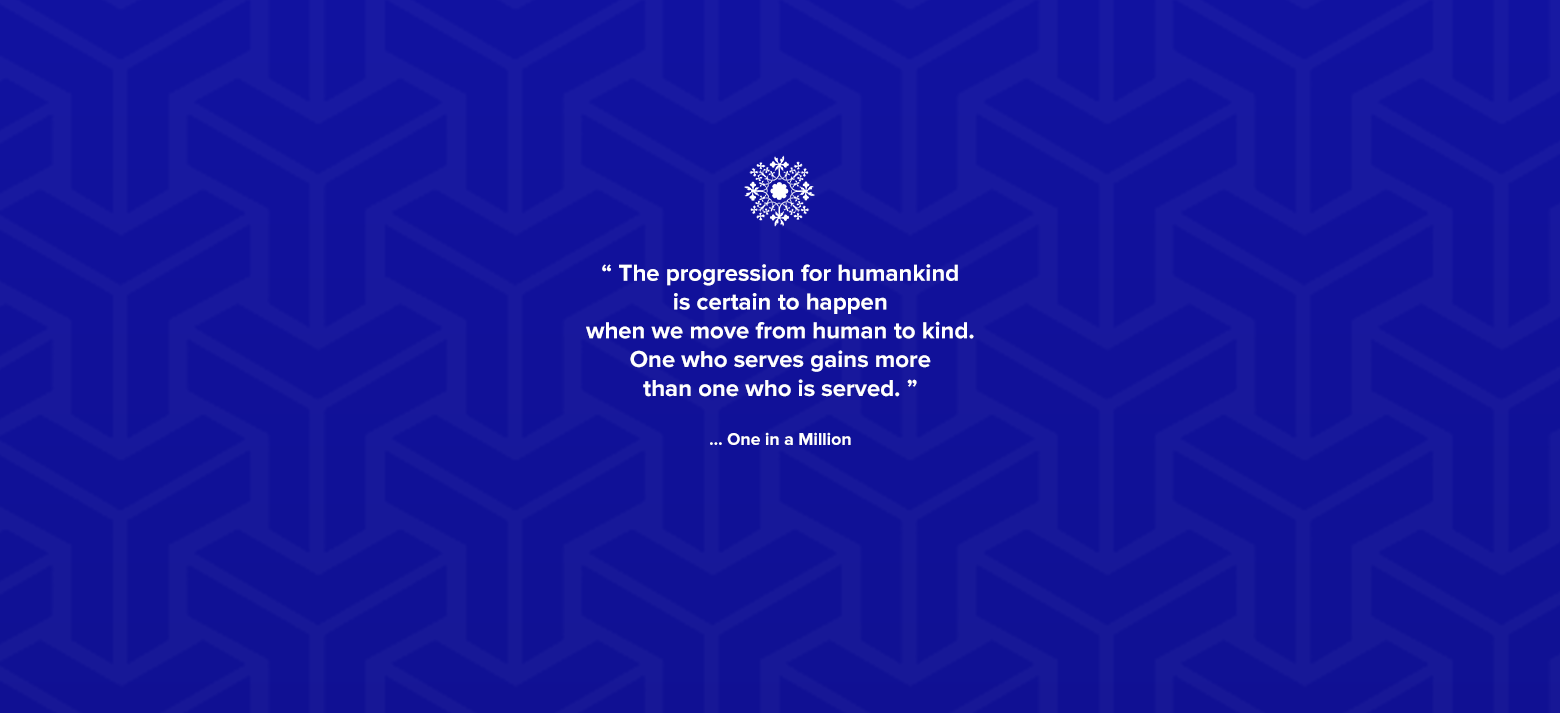 “ The progression for humankind
is certain to happen
when we move from human to kind.
One who serves gains more
than one who is served. ”
... One in a Million